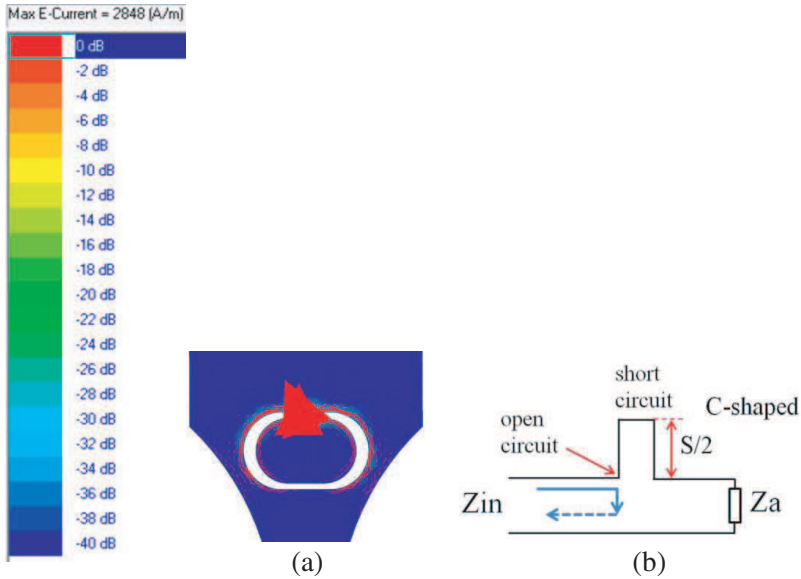 Max E-Current = 2848 (A/m)
0 dB
-2 dB
-4 dB
-6 dB
-8 dB
-10 dB
-12 dB
-14 dB
-16 dB
-18 dB
-20 dB
-22 dB
-24 dB
-26 dB
-28 dB
-30 dB
-32 dB
-34 dB
-36 dB
-38 dB
-40 dB
(a)
short
circuit
C-shaped
open
circuit
S/2
Zin
Za
(b)